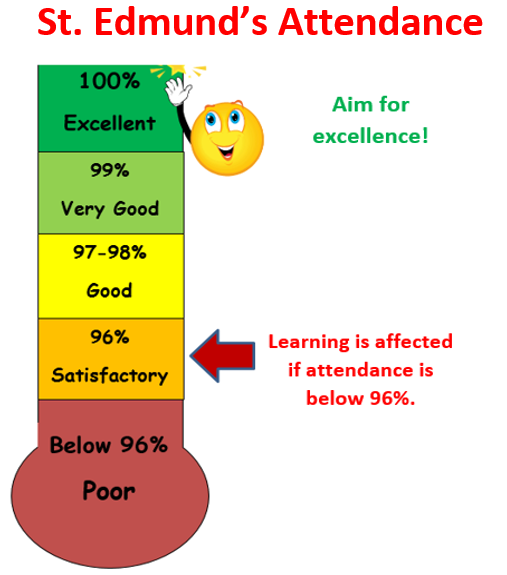 St. Edmund's Attendance
100%
Excellent
Aim for
excellence!
99%
Very Good
97-98%
Good
96%
Satisfactory
Learning is affected
if attendance is
below 96%.
Below 96%
Poor